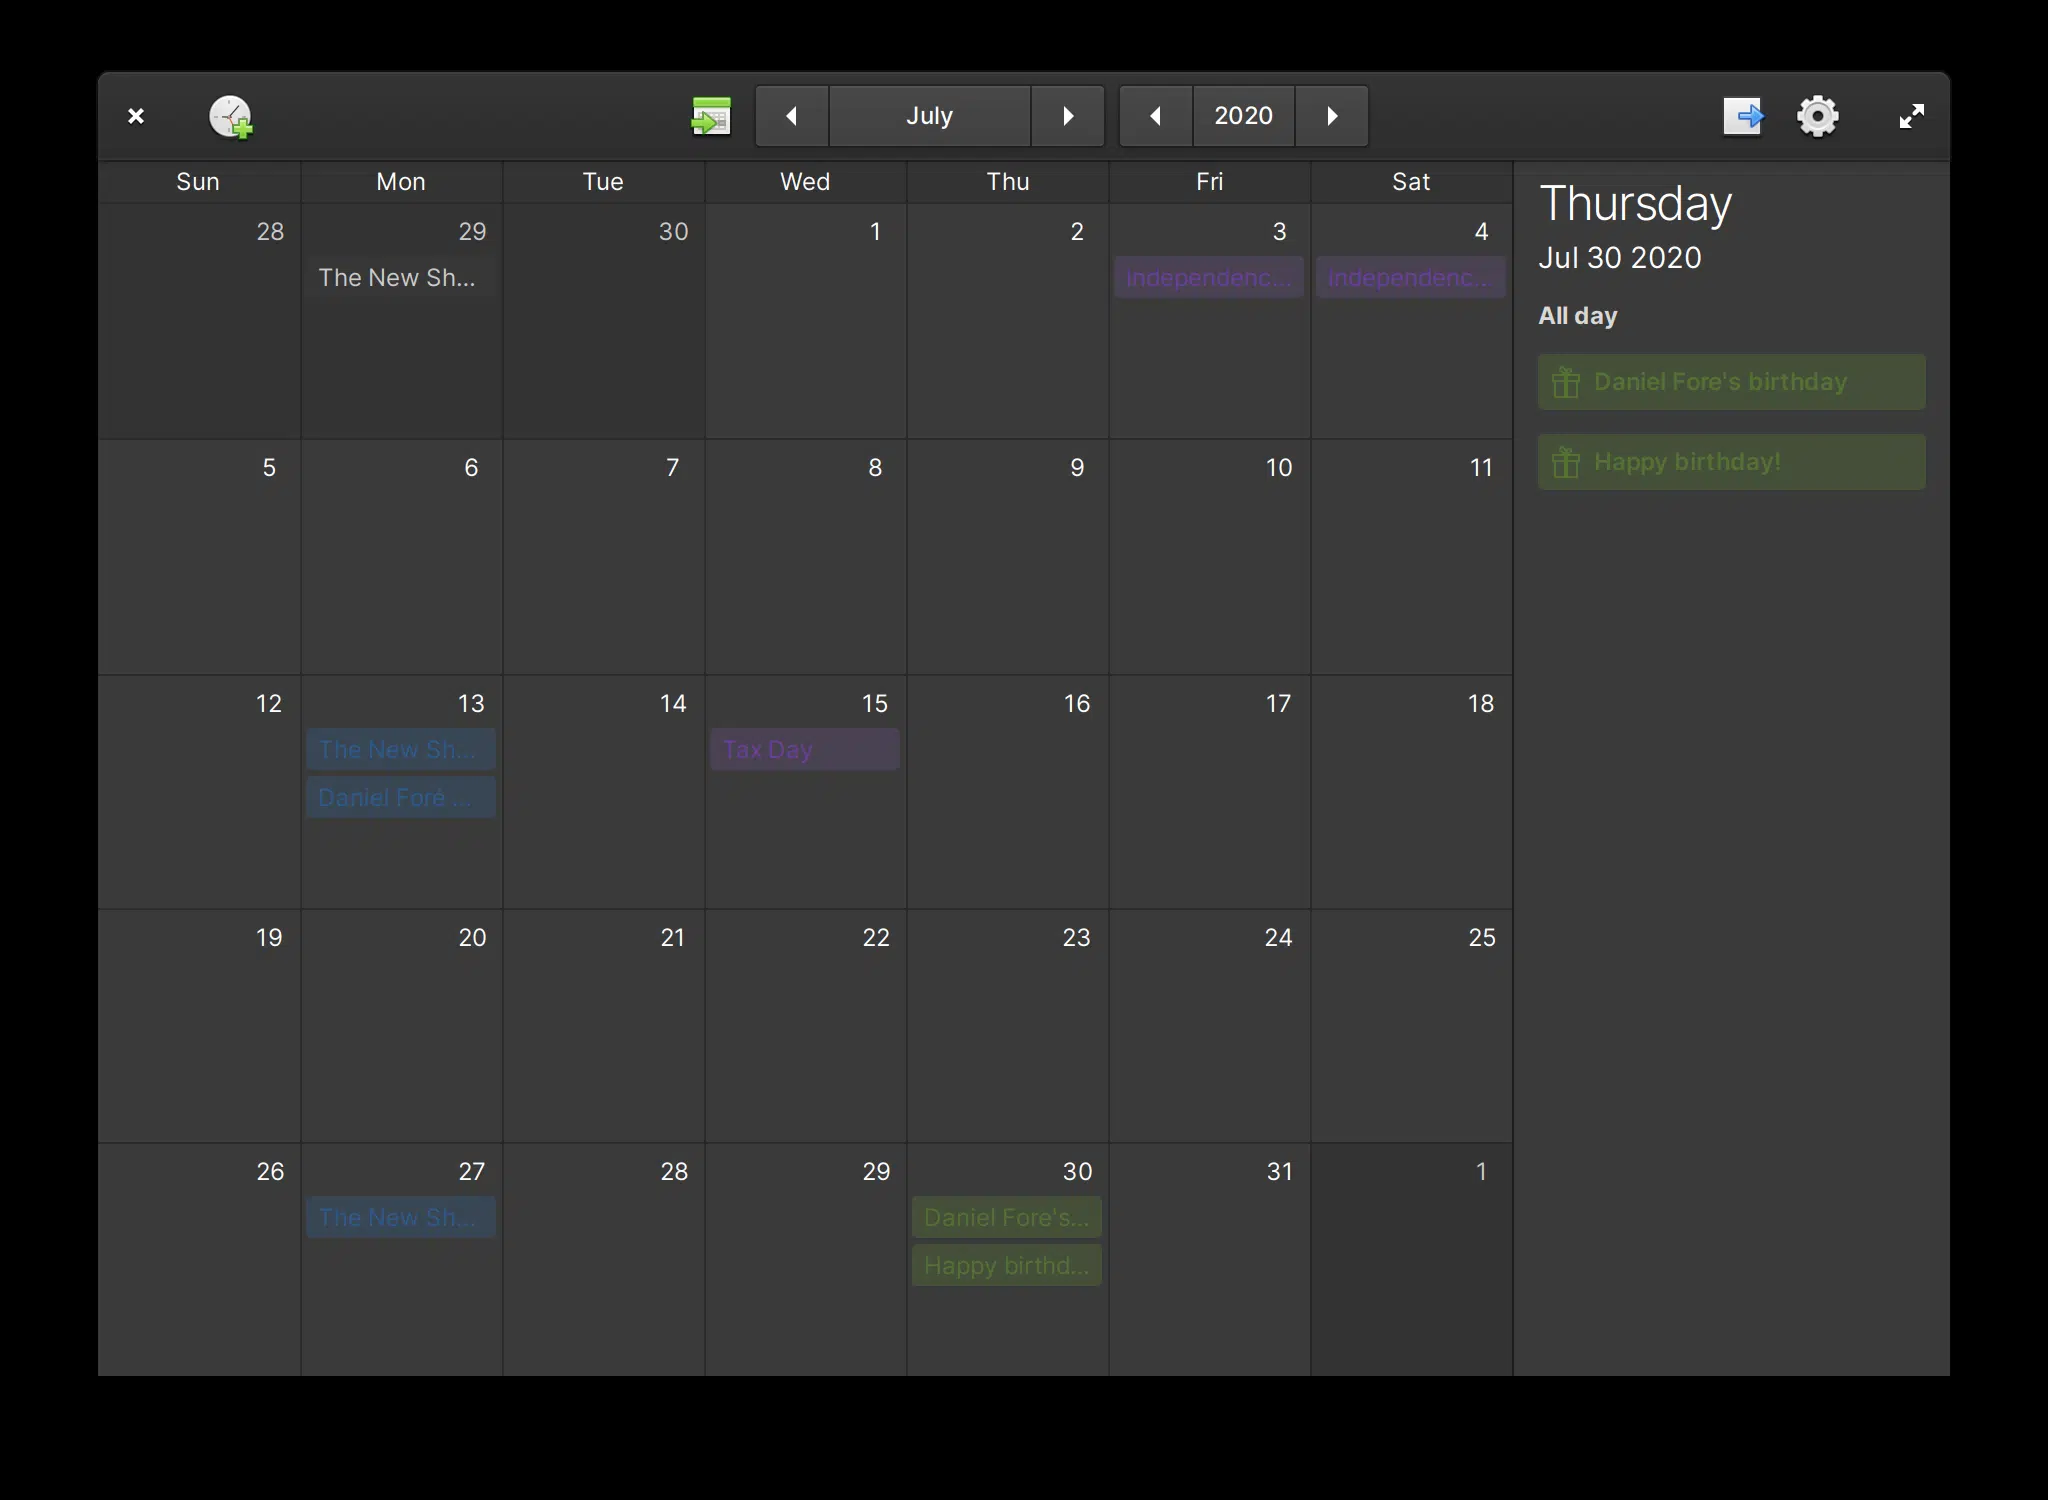 July
2020
Sun Mon Tue Wed Thu Fri Sat
28 29 30 1 2 3 4
The New Sh... Independenc... Independenc...
5 6 7 8 9 10 11
12 13 14 15 16 17 18
The New Sh... Tax Day
Daniel Foré ...
19 20 21 22 23 24 25
26 27 28 29 30 31 1
The New Sh... Daniel Fore's...
Happy birthd...
Thursday
Jul 30 2020
All day
Daniel Fore's birthday
Happy birthday!